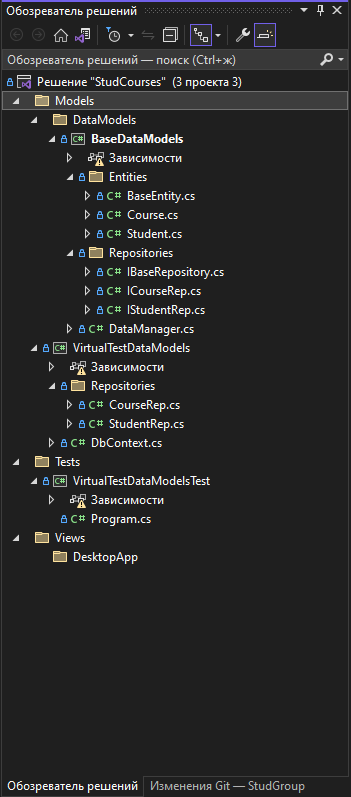 Обозреватель решений
Обозреватель решений — поиск (Ctrl+ж)
Решение "StudCourses" (3 проекта 3)
Models
DataModels
C# BaseDataModels
Зависимости
Entities
C# BaseEntity.cs
C# Course.cs
C# Student.cs
Repositories
C# IBaseRepository.cs
C# ICourseRep.cs
C# IStudentRep.cs
C# DataManager.cs
C# VirtualTestDataModels
Зависимости
Repositories
C# CourseRep.cs
C# StudentRep.cs
C# DbContext.cs
Tests
C# VirtualTestDataModelsTest
Зависимости
C# Program.cs
Views
DesktopApp
Обозреватель решений Изменения Git — StudGroup